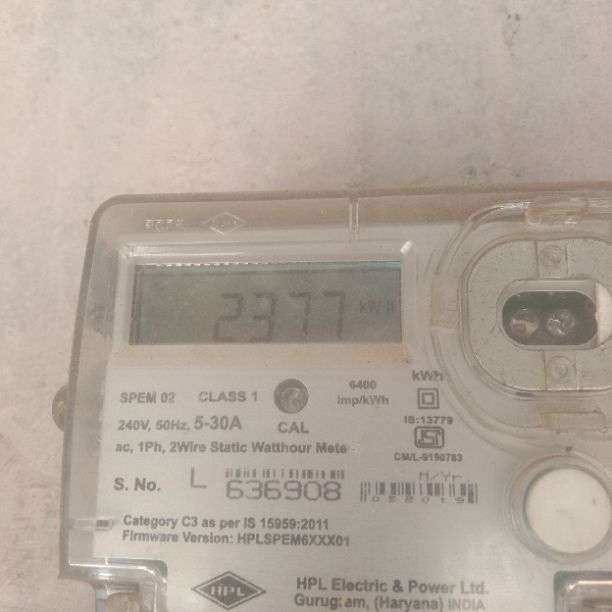 HPL
2377 kWh
SPEM 02 CLASS 1 6400 imp/kWh kWh
240V, 50Hz, 5-30A CAL IS:13779
ac, 1Ph, 2Wire Static Watthour Mete
CM/L-9190783
S. No. L 636908 M/Yr.
052019
Category C3 as per IS 15959:2011
Firmware Version: HPLSPEM6XXX01
HPL HPL Electric & Power Ltd.
Gurugram, (Haryana) INDIA